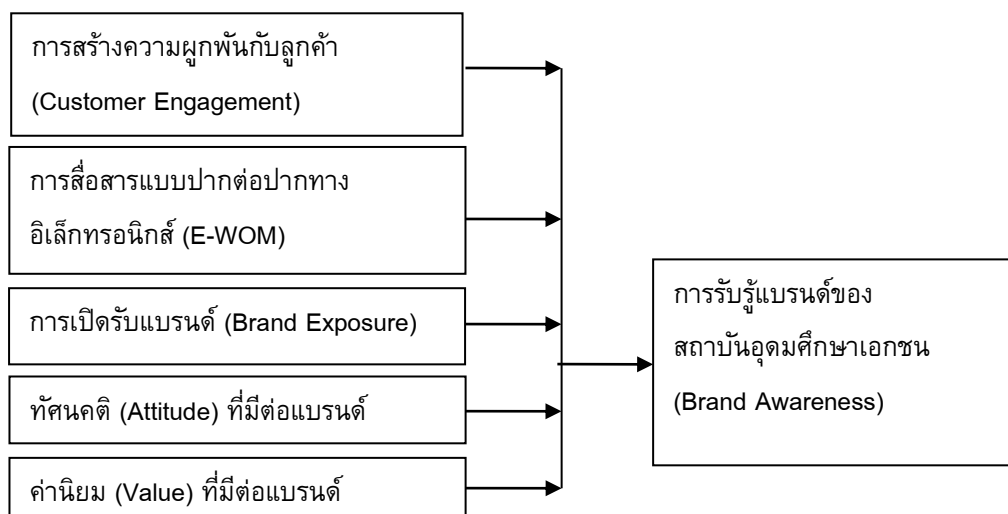 การสร้างความผูกพันกับลูกค้า
(Customer Engagement)
การสื่อสารแบบปากต่อปากทาง
อิเล็กทรอนิกส์ (E-WOM)
การเปิดรับแบรนด์ (Brand Exposure)
ทัศนคติ (Attitude) ที่มีต่อแบรนด์
ค่านิยม (Value) ที่มีต่อแบรนด์
การรับรู้แบรนด์ของ
สถาบันอุดมศึกษาเอกชน
(Brand Awareness)